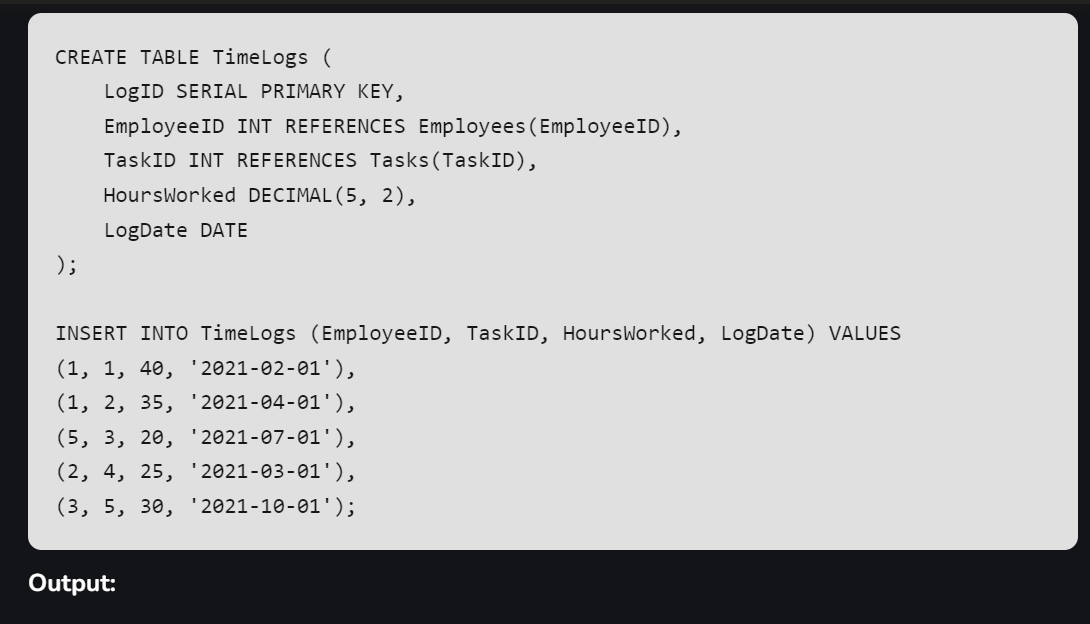 CREATE TABLE TimeLogs (
    LogID SERIAL PRIMARY KEY,
    EmployeeID INT REFERENCES Employees(EmployeeID),
    TaskID INT REFERENCES Tasks(TaskID),
    HoursWorked DECIMAL(5, 2),
    LogDate DATE
);

INSERT INTO TimeLogs (EmployeeID, TaskID, HoursWorked, LogDate) VALUES
(1, 1, 40, '2021-02-01'),
(1, 2, 35, '2021-04-01'),
(5, 3, 20, '2021-07-01'),
(2, 4, 25, '2021-03-01'),
(3, 5, 30, '2021-10-01');
Output: